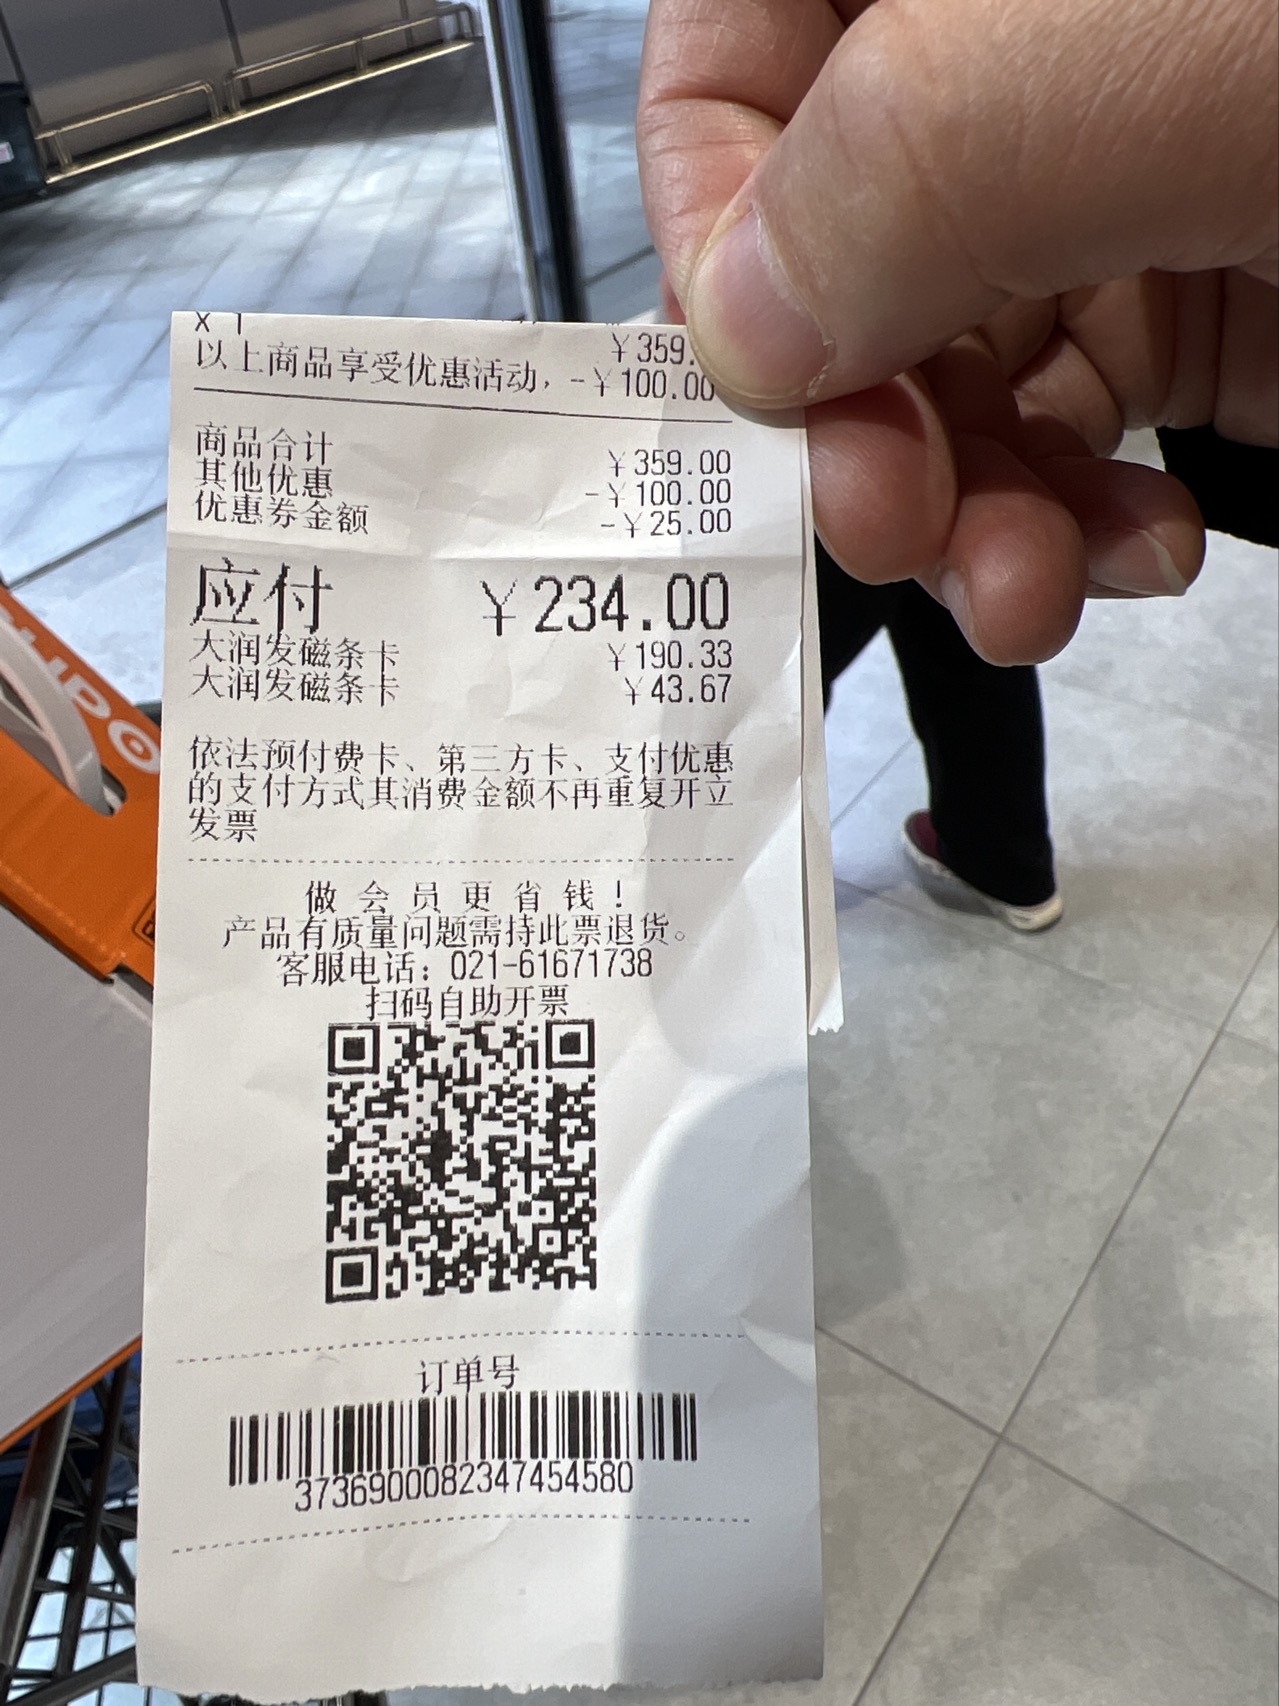 X 1
￥359.
以上商品享受优惠活动，-￥100.00
商品合计 ￥359.00
其他优惠 -￥100.00
优惠券金额 -￥25.00
应付 ￥234.00
大润发磁条卡 ￥190.33
大润发磁条卡 ￥43.67
依法预付费卡、第三方卡、支付优惠
的支付方式其消费金额不再重复开立
发票
做会员更省钱！
产品有质量问题需持此票退货。
客服电话：021-61671738
扫码自助开票
订单号
3736900082347454580